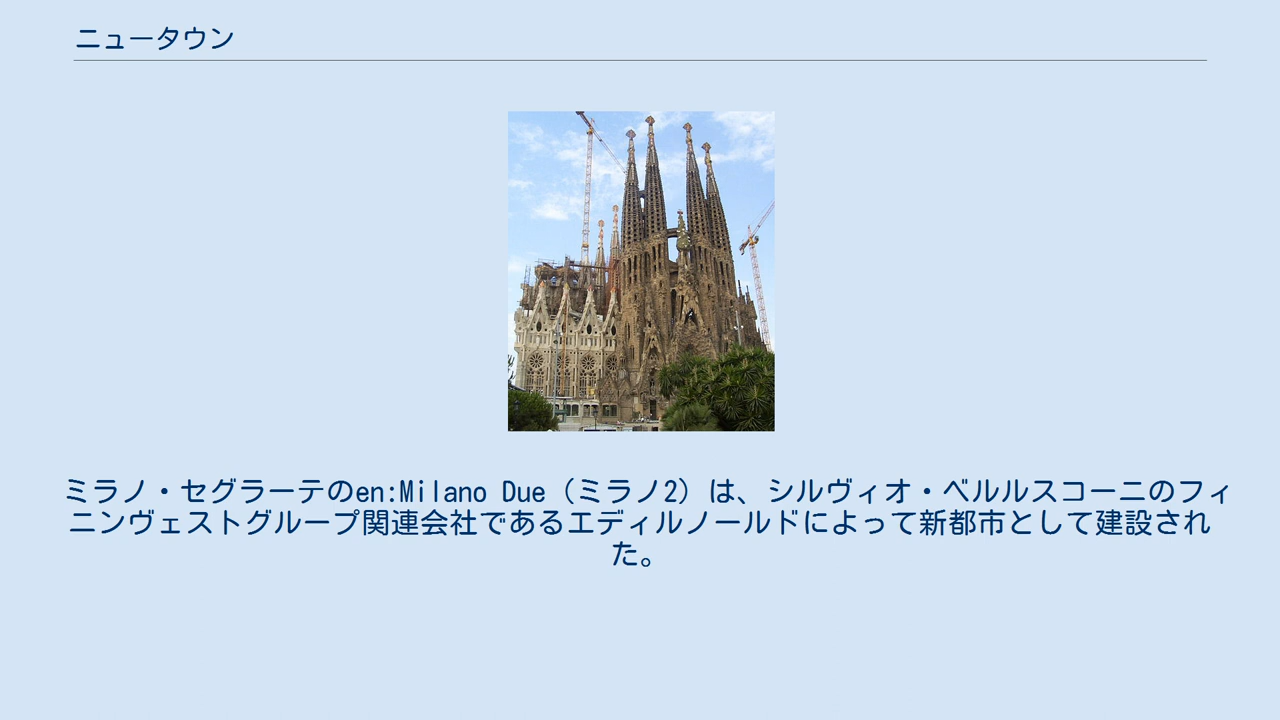 ニュータウン
ミラノ・セグラーテのen:Milano Due（ミラノ2）は、シルヴィオ・ベルルスコーニのフィ
ニンヴェストグループ関連会社であるエディルノールドによって新都市として建設され
た。